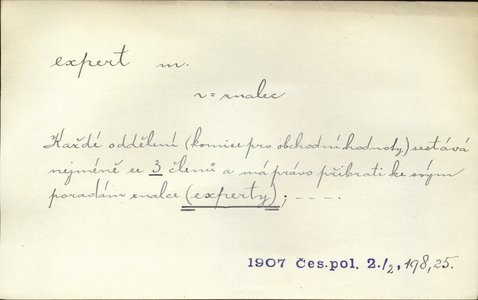 expert m.
v = znalec
Každé oddělení (komise pro obchodní hodnoty) sestává
nejméně ze 3 členů a má právo přibrati ke svým
poradám znalce (experty); – – – –.
1907 čes. pol. 2./2, 198, 25.